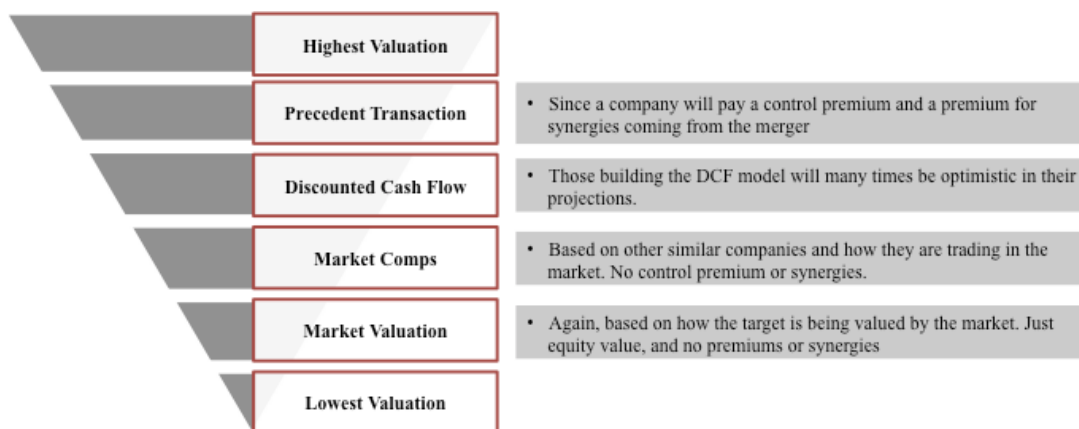 Highest Valuation
Precedent Transaction
• Since a company will pay a control premium and a premium for
synergies coming from the merger
Discounted Cash Flow
• Those building the DCF model will many times be optimistic in their
projections.
Market Comps
• Based on other similar companies and how they are trading in the
market. No control premium or synergies.
Market Valuation
• Again, based on how the target is being valued by the market. Just
equity value, and no premiums or synergies
Lowest Valuation